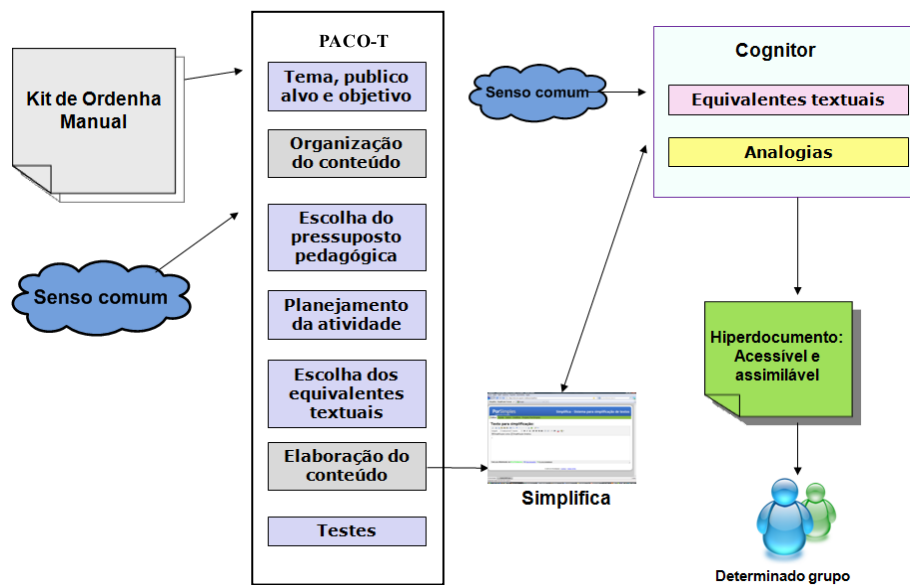 Kit de Ordenha
Manual
Senso comum
PACO-T
Tema, publico
alvo e objetivo
Organização
do conteúdo
Escolha do
pressuposto
pedagógica
Planejamento
da atividade
Escolha dos
equivalentes
textuais
Elaboração do
conteúdo
Testes
Senso comum
Simplifica
Cognitor
Equivalentes textuais
Analogias
Hiperdocumento:
Acessível e
assimilável
Determinado grupo